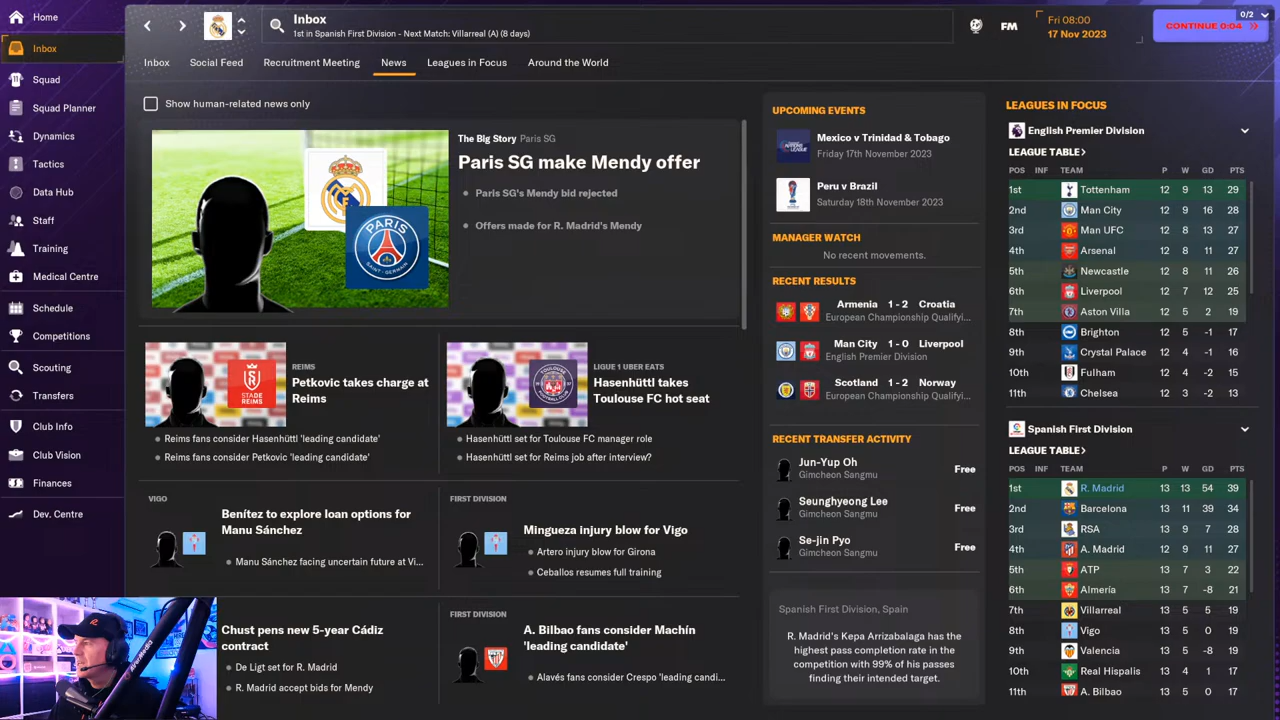 Home
Inbox
Squad
Squad Planner
Dynamics
Tactics
Data Hub
Staff
Training
Medical Centre
Schedule
Competitions
Scouting
Transfers
Club Info
Club Vision
Finances
Dev. Centre
Inbox
1st in Spanish First Division - Next Match: Villarreal (A) (8 days)
FM
Fri 08:00
17 Nov 2023
0/2
CONTINUE 0:04
Inbox Social Feed Recruitment Meeting News Leagues in Focus Around the World
Show human-related news only
The Big Story Paris SG
Paris SG make Mendy offer
Paris SG's Mendy bid rejected
Offers made for R. Madrid's Mendy
PARIS
SAINT-GERMAIN
REIMS
Petkovic takes charge at
Reims
STADE
REIMS
Reims fans consider Hasenhüttl 'leading candidate'
Reims fans consider Petkovic 'leading candidate'
LIGUE 1 UBER EATS
Hasenhüttl takes
Toulouse FC hot seat
Hasenhüttl set for Toulouse FC manager role
Hasenhüttl set for Reims job after interview?
VIGO
Benítez to explore loan options for
Manu Sánchez
Manu Sánchez facing uncertain future at Vi...
FIRST DIVISION
Mingueza injury blow for Vigo
Artero injury blow for Girona
Ceballos resumes full training
Chust pens new 5-year Cádiz
contract
De Ligt set for R. Madrid
R. Madrid accept bids for Mendy
FIRST DIVISION
A. Bilbao fans consider Machín
'leading candidate'
Alavés fans consider Crespo 'leading candi...
UPCOMING EVENTS
Mexico v Trinidad & Tobago
Friday 17th November 2023
Peru v Brazil
Saturday 18th November 2023
MANAGER WATCH
No recent movements.
RECENT RESULTS
Armenia 1 - 2 Croatia
European Championship Qualifyi...
Man City 1 - 0 Liverpool
English Premier Division
Scotland 1 - 2 Norway
European Championship Qualifyi...
RECENT TRANSFER ACTIVITY
Jun-Yup Oh
Gimcheon Sangmu
Free
Seunghyeong Lee
Gimcheon Sangmu
Free
Se-jin Pyo
Gimcheon Sangmu
Free
Spanish First Division, Spain
R. Madrid's Kepa Arrizabalaga has the
highest pass completion rate in the
competition with 99% of his passes
finding their intended target.
LEAGUES IN FOCUS
English Premier Division
LEAGUE TABLE
POS INF TEAM P W GD PTS
1st Tottenham 12 9 13 29
2nd Man City 12 9 16 28
3rd Man UFC 12 8 13 27
4th Arsenal 12 8 11 27
5th Newcastle 12 8 11 26
6th Liverpool 12 7 12 25
7th Aston Villa 12 5 2 19
8th Brighton 12 5 -1 17
9th Crystal Palace 12 4 -1 16
10th Fulham 12 4 -2 15
11th Chelsea 12 3 -2 13
Spanish First Division
LEAGUE TABLE
POS INF TEAM P W GD PTS
1st R. Madrid 13 13 54 39
2nd Barcelona 13 11 39 34
3rd RSA 13 9 7 28
4th A. Madrid 12 9 11 27
5th ATP 13 7 3 22
6th Almería 13 7 -8 21
7th Villarreal 13 5 5 19
8th Vigo 13 5 0 19
9th Valencia 13 5 -8 19
10th Real Hispalis 13 4 1 17
11th A. Bilbao 13 5 0 17